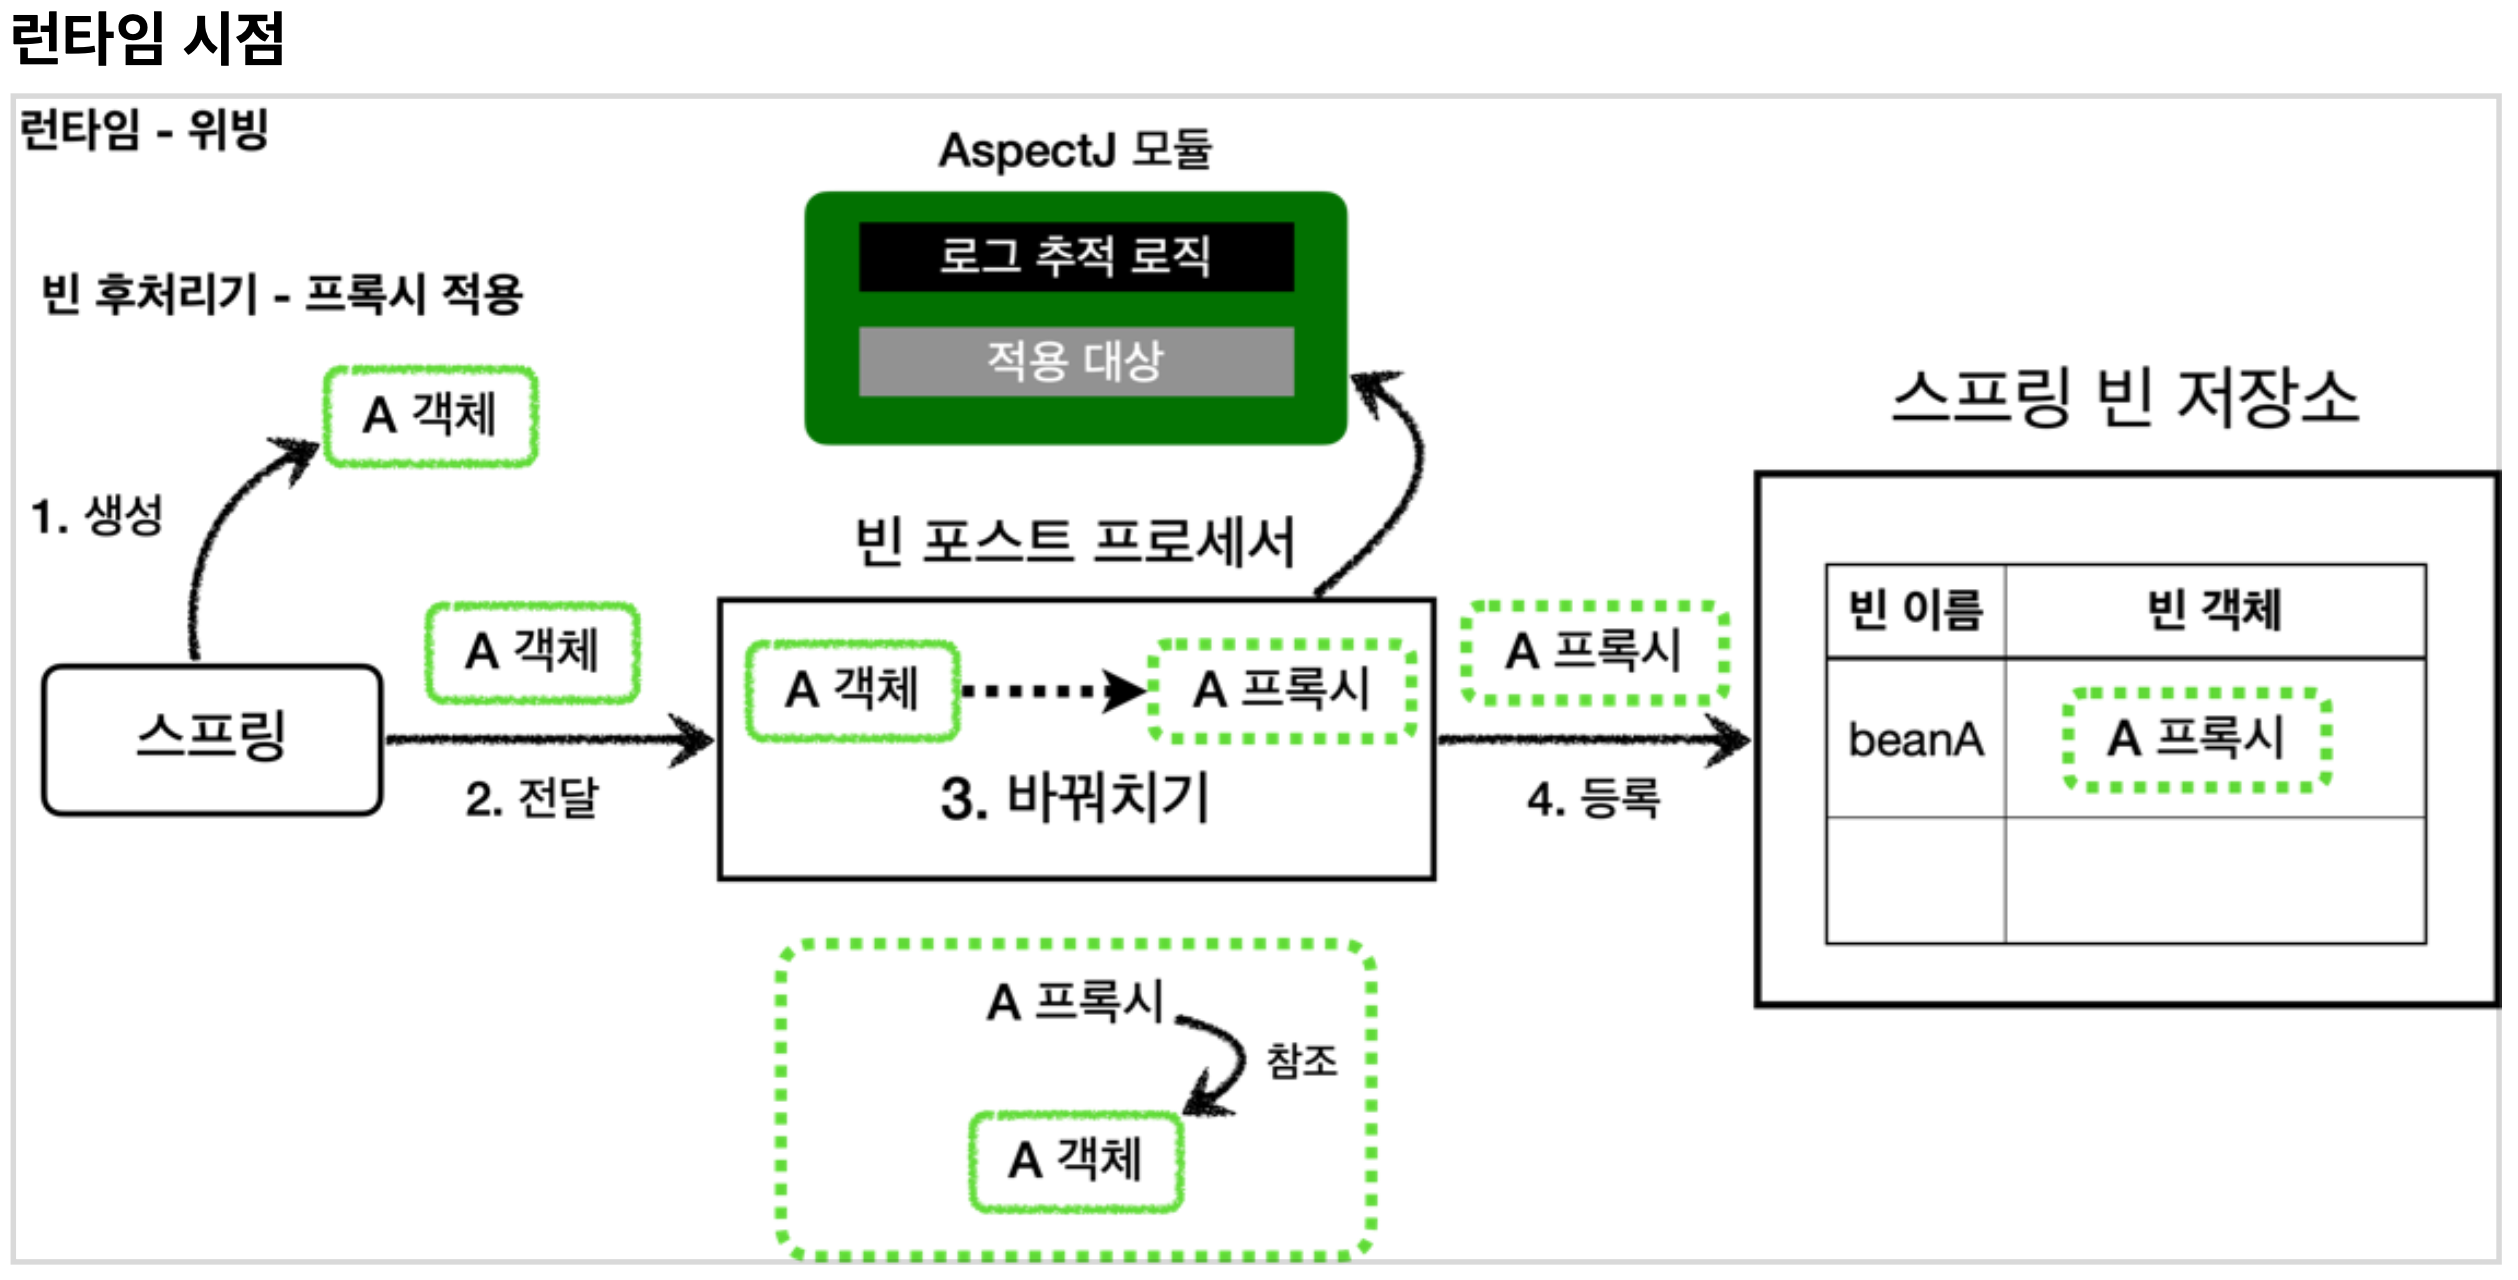 런타임 시점
런타임 - 위빙
AspectJ 모듈
로그 추적 로직
적용 대상
빈 후처리기 - 프록시 적용
A 객체
1. 생성
스프링
A 객체
2. 전달
빈 포스트 프로세서
A 객체
A 프록시
3. 바꿔치기
A 프록시
4. 등록
스프링 빈 저장소
빈 이름 빈 객체
beanA A 프록시
A 프록시
참조
A 객체